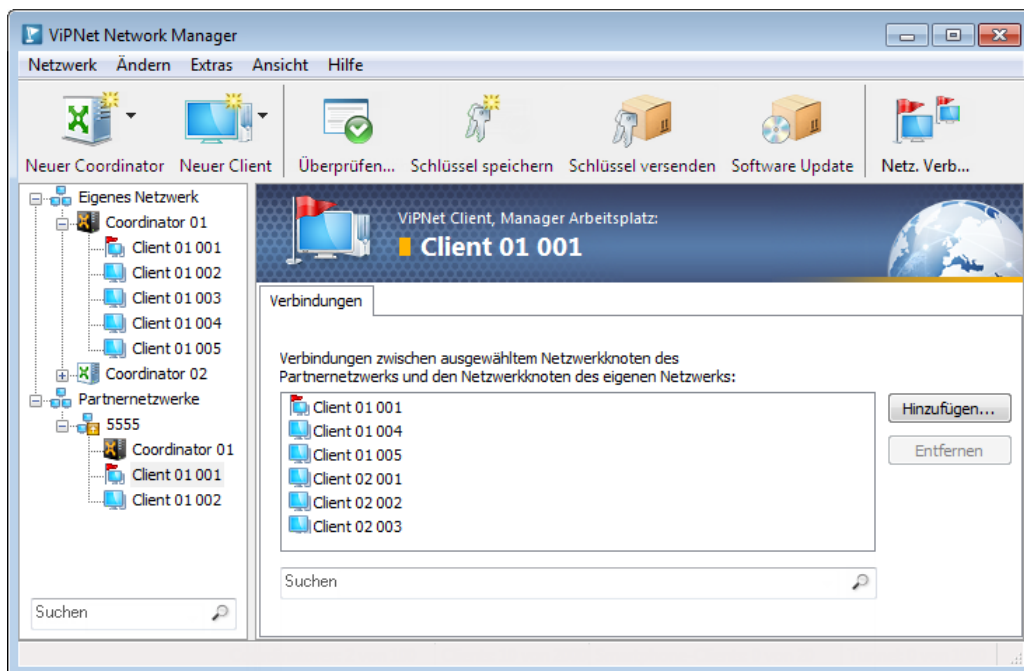 ViPNet Network Manager
Netzwerk Ändern Extras Ansicht Hilfe
Neuer Coordinator Neuer Client Überprüfen... Schlüssel speichern Schlüssel versenden Software Update Netz. Verb...
Eigenes Netzwerk
Coordinator 01
Client 01 001
Client 01 002
Client 01 003
Client 01 004
Client 01 005
Coordinator 02
Partnernetzwerke
5555
Coordinator 01
Client 01 001
Client 01 002
Suchen
ViPNet Client, Manager Arbeitsplatz:
Client 01 001
Verbindungen
Verbindungen zwischen ausgewähltem Netzwerkknoten des
Partnernetzwerks und den Netzwerkknoten des eigenen Netzwerks:
Client 01 001
Client 01 004
Client 01 005
Client 02 001
Client 02 002
Client 02 003
Hinzufügen...
Entfernen
Suchen